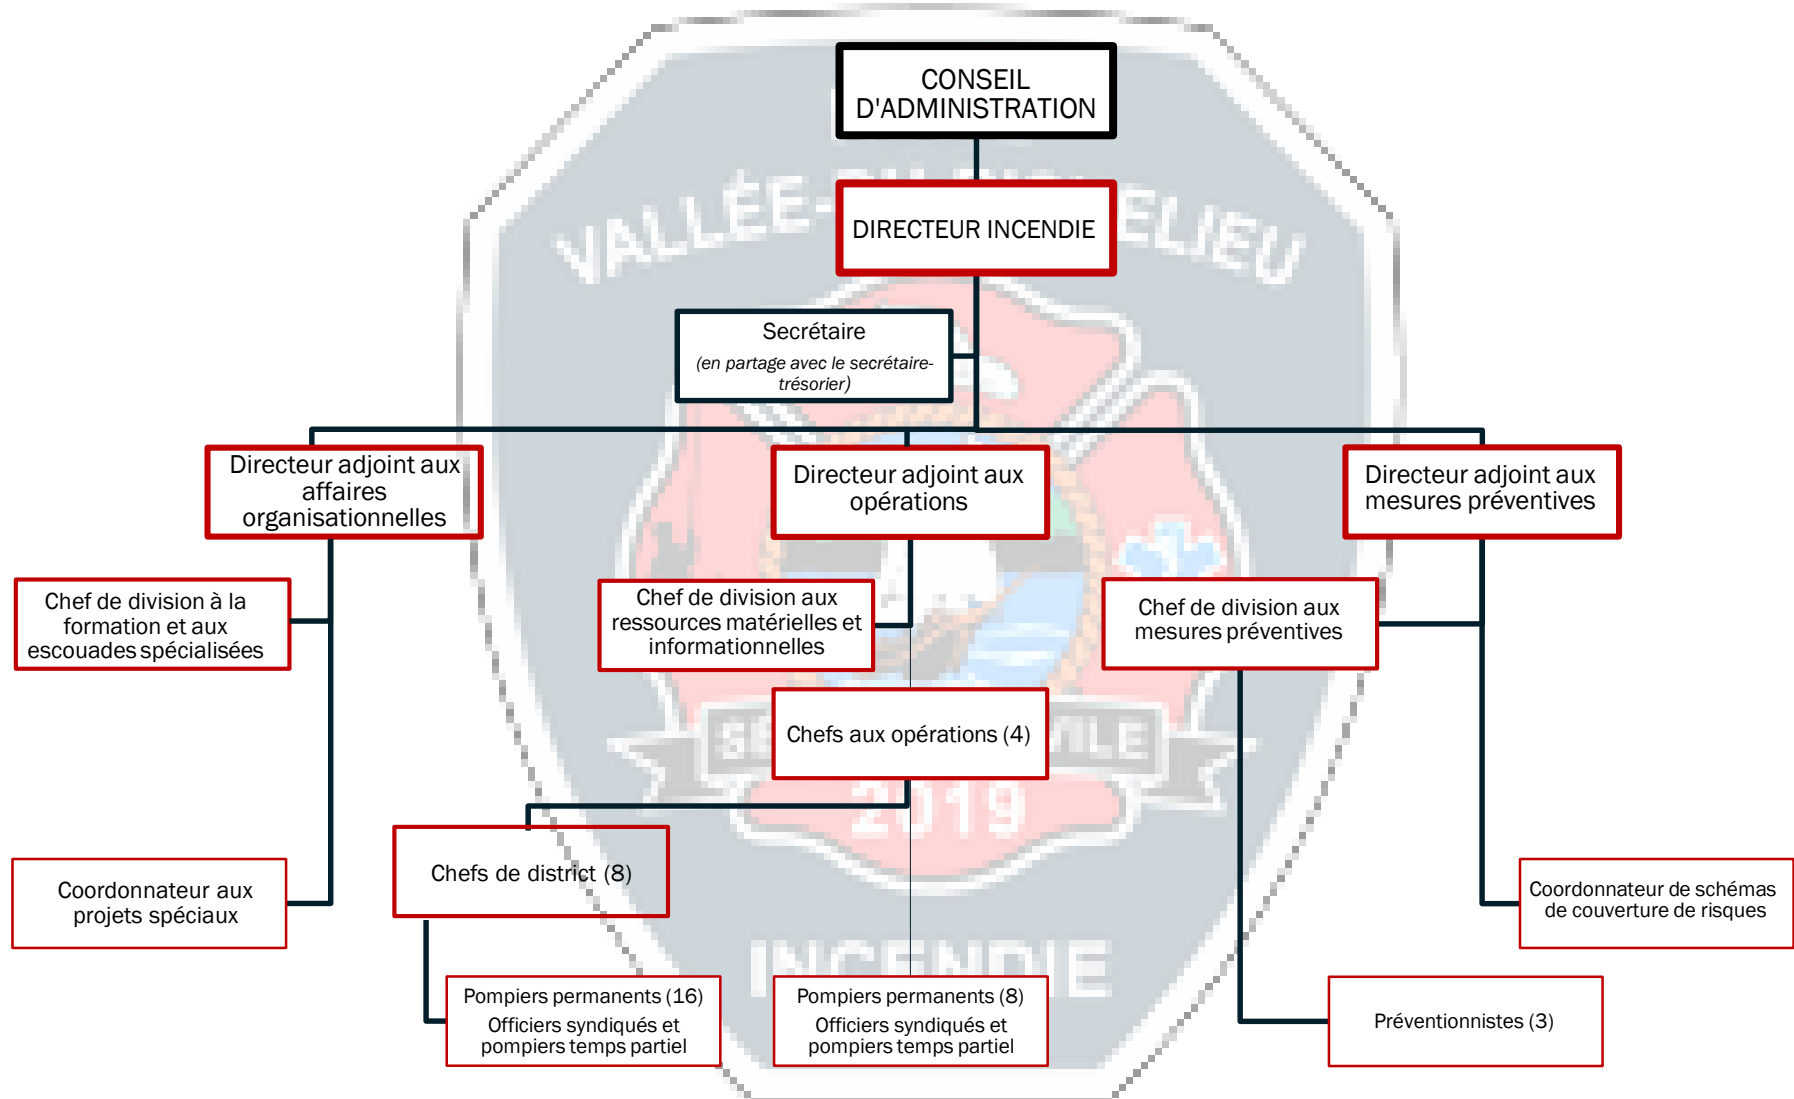 CONSEIL
D'ADMINISTRATION
VALLÉE-
ELIEU
DIRECTEUR INCENDIE
Secrétaire
(en partage avec le secrétaire-
trésorier)
Directeur adjoint aux
affaires
organisationnelles
Directeur adjoint aux
opérations
Directeur adjoint aux
mesures préventives
Chef de division à la
formation et aux
escouades spécialisées
Chef de division aux
ressources matérielles et
informationnelles
Chef de division aux
mesures préventives
Chefs aux opérations (4)
2019
Coordonnateur aux
projets spéciaux
Chefs de district (8)
Coordonnateur de schémas
de couverture de risques
INCENDIE
Pompiers permanents (16)
Officiers syndiqués et
pompiers temps partiel
Pompiers permanents (8)
Officiers syndiqués et
pompiers temps partiel
Préventionnistes (3)